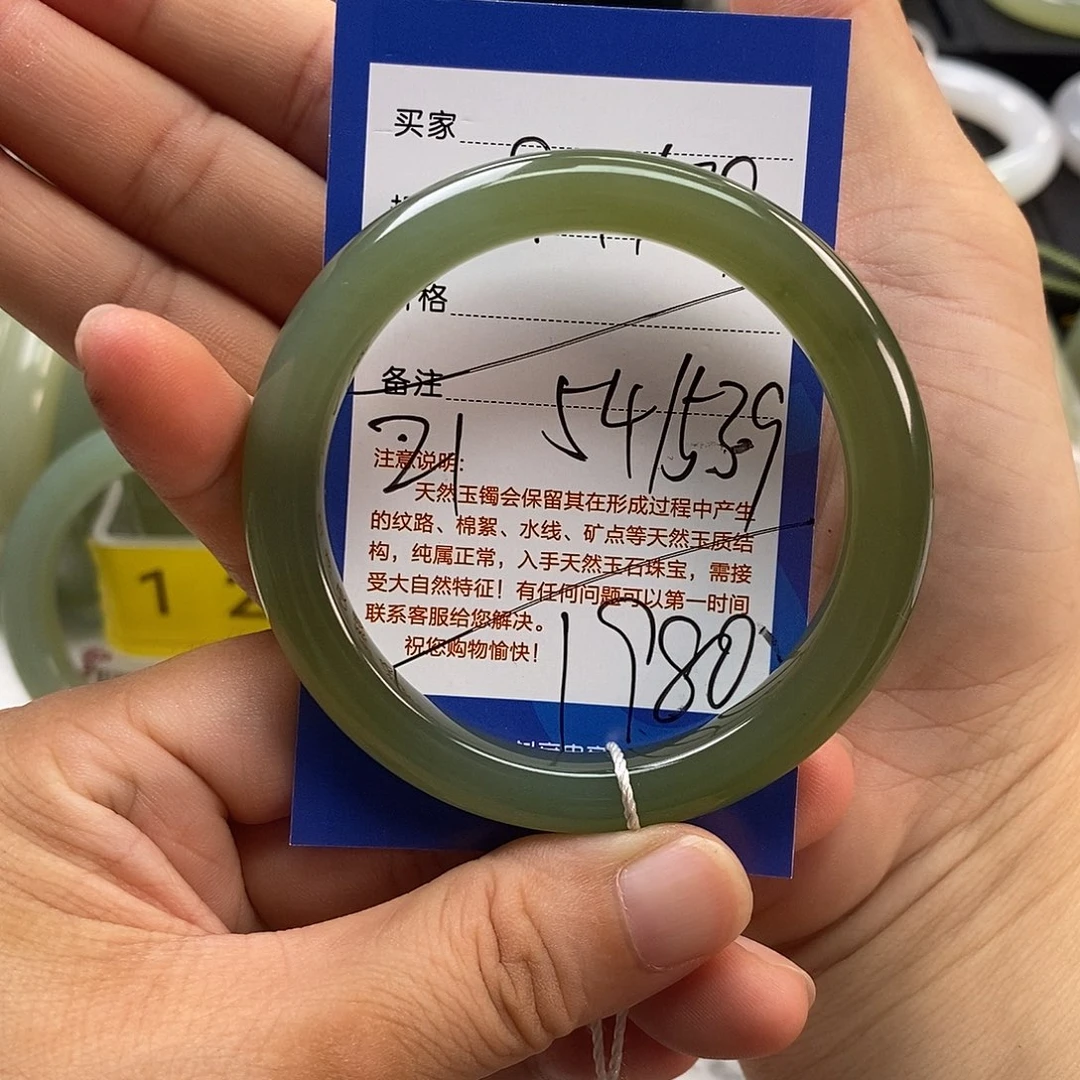 买家
格
备注
54/53.9
21
注意说明:
天然玉镯会保留其在形成过程中产生
的纹路、棉絮、水线、矿点等天然玉质结
构，纯属正常，入手天然玉石珠宝，需接
受大自然特征！有任何问题可以第一时间
联系客服给您解决。
祝您购物愉快！
1980
1 2